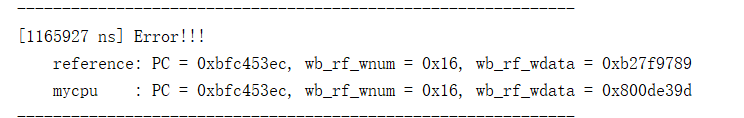 --------------------------------------------------------------
[1165927 ns] Error!!!
    reference: PC = 0xbfc453ec, wb_rf_wnum = 0x16, wb_rf_wdata = 0xb27f9789
    mycpu    : PC = 0xbfc453ec, wb_rf_wnum = 0x16, wb_rf_wdata = 0x800de39d
--------------------------------------------------------------